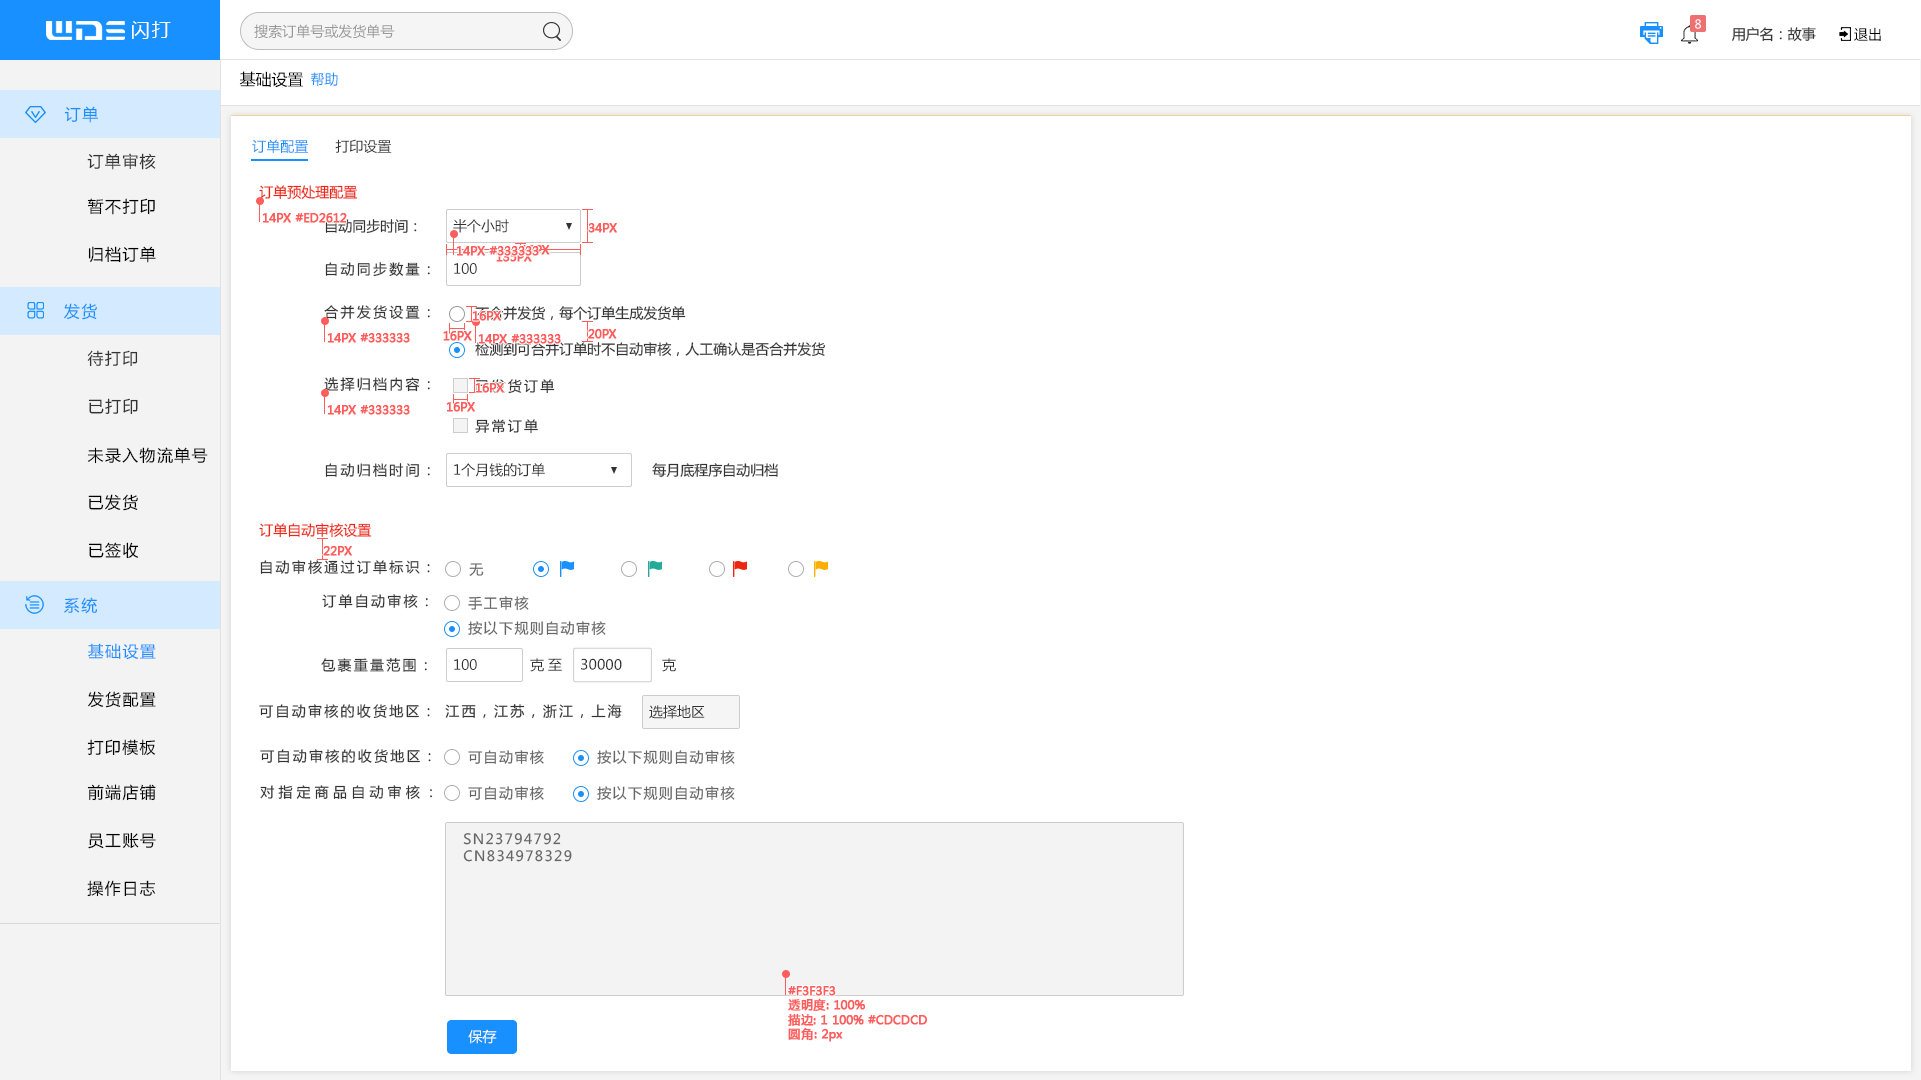 WDS 闪打
搜索订单号或发货单号
8
用户名：故事
退出
基础设置 帮助
订单
订单审核
暂不打印
归档订单
发货
待打印
已打印
未录入物流单号
已发货
已签收
系统
基础设置
发货配置
打印模板
前端店铺
员工账号
操作日志
订单配置 打印设置
订单预处理配置
14PX #ED2612
自动同步时间：
半个小时
34PX
14PX #333333
135PX
自动同步数量：
100
合并发货设置：
14PX #333333
不合并发货，每个订单生成发货单
16PX
16PX
14PX #333333
20PX
检测到可合并订单时不自动审核，人工确认是否合并发货
选择归档内容：
14PX #333333
已发货订单
16PX
16PX
异常订单
自动归档时间：
1个月钱的订单
每月底程序自动归档
订单自动审核设置
22PX
自动审核通过订单标识：
无
订单自动审核：
手工审核
按以下规则自动审核
包裹重量范围：
100 克至 30000 克
可自动审核的收货地区：
江西，江苏，浙江，上海
选择地区
可自动审核的收货地区：
可自动审核 按以下规则自动审核
对指定商品自动审核：
可自动审核 按以下规则自动审核
SN23794792
CN834978329
#F3F3F3
透明度: 100%
描边: 1 100% #CDCDCD
圆角: 2px
保存